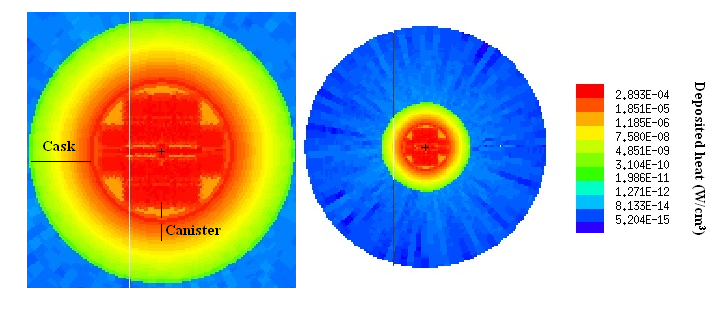 Cask
Canister
2.893E-04
1.851E-05
1.185E-06
7.580E-08
4.851E-09
3.104E-10
1.986E-11
1.271E-12
8.133E-14
5.204E-15
Deposited heat (W/cm³)